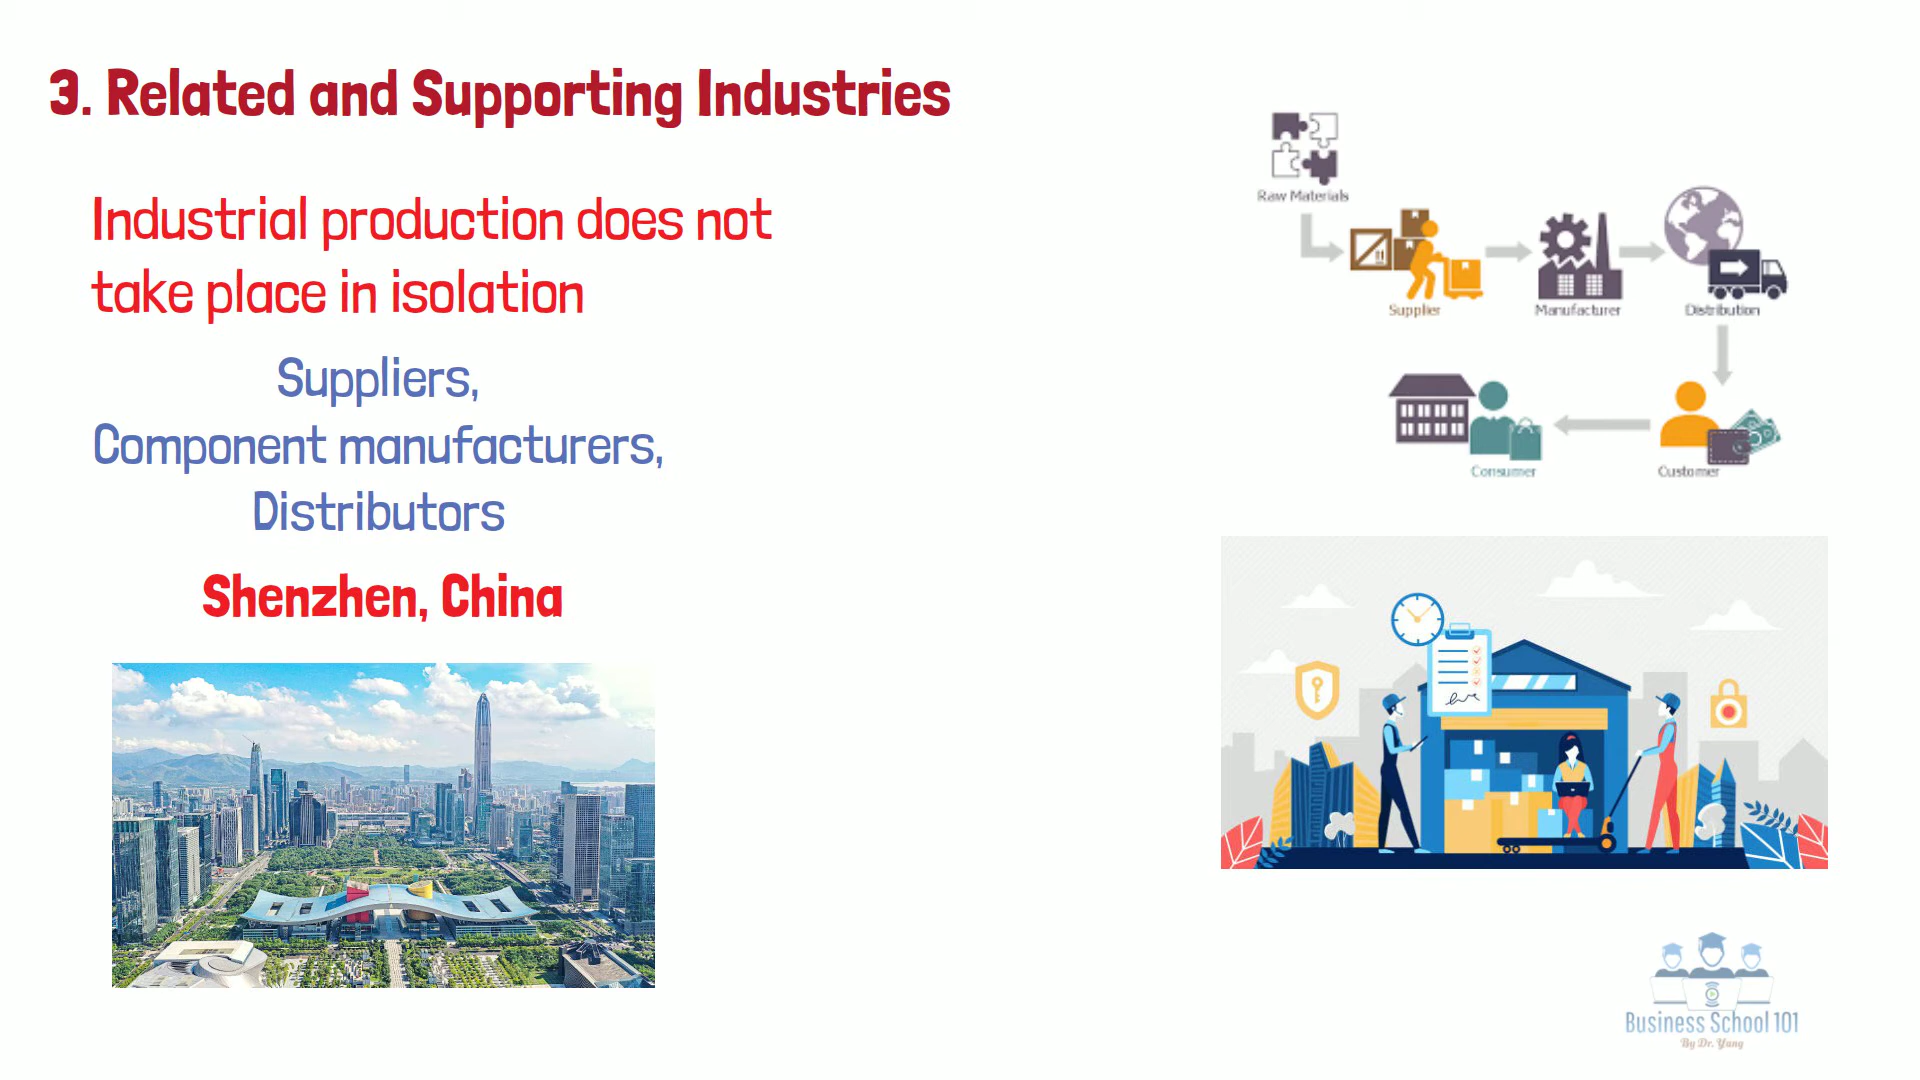 3. Related and Supporting Industries
Industrial production does not
take place in isolation
Suppliers,
Component manufacturers,
Distributors
Shenzhen, China
Raw Materials
Supplier
Manufacturer
Distribution
Consumer
Customer
Business School 101
By Dr. Yang